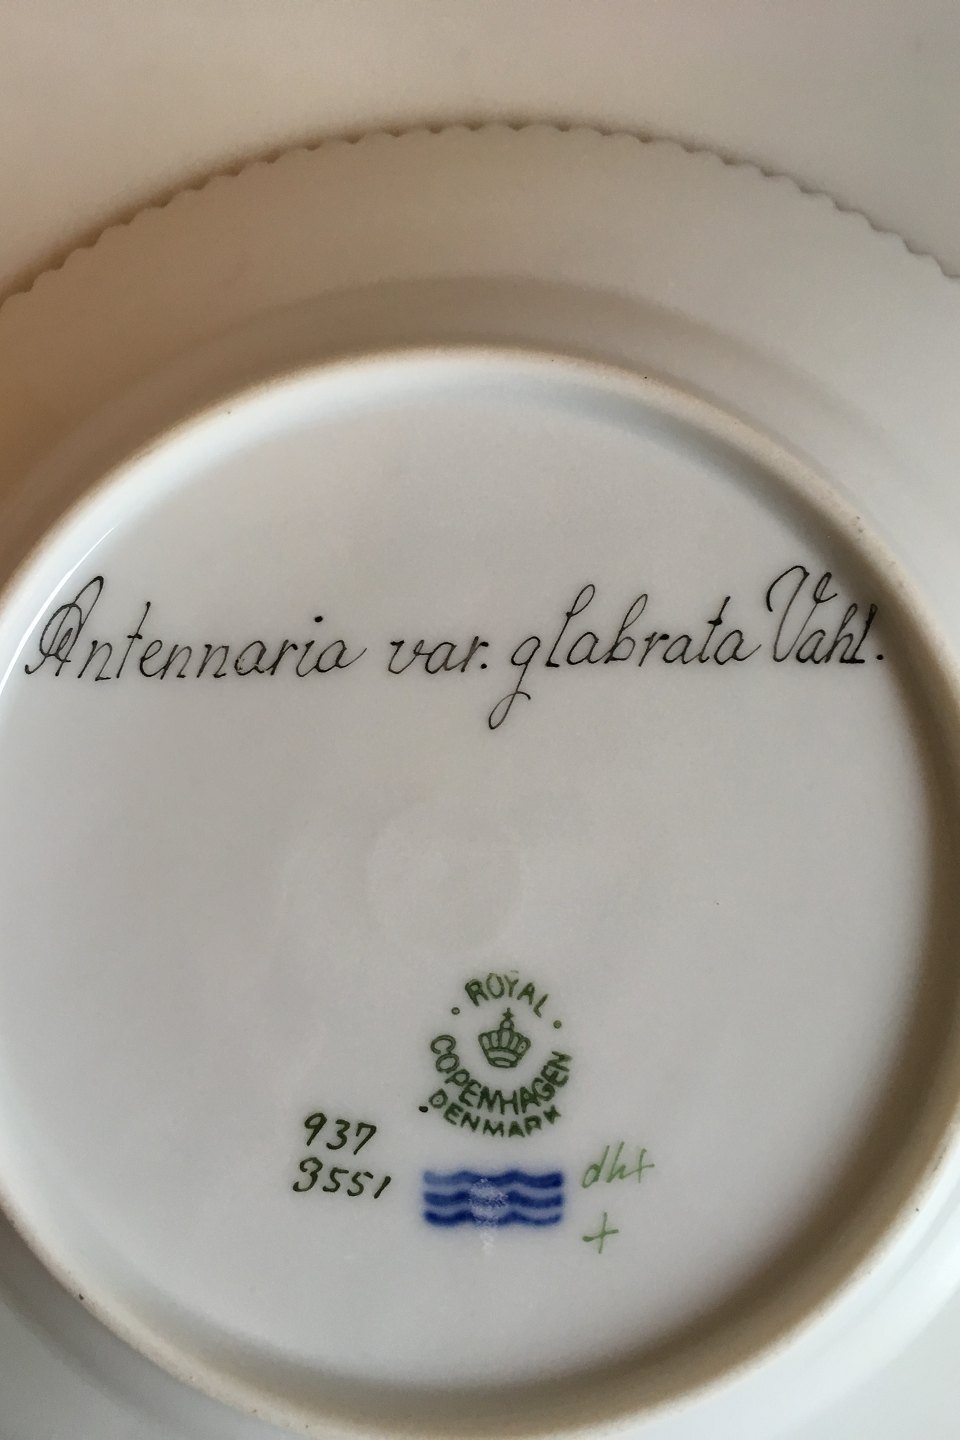 Antennaria var. glabrata Vahl.
ROYAL
COPENHAGEN
DENMARK
937
3551
dht
+